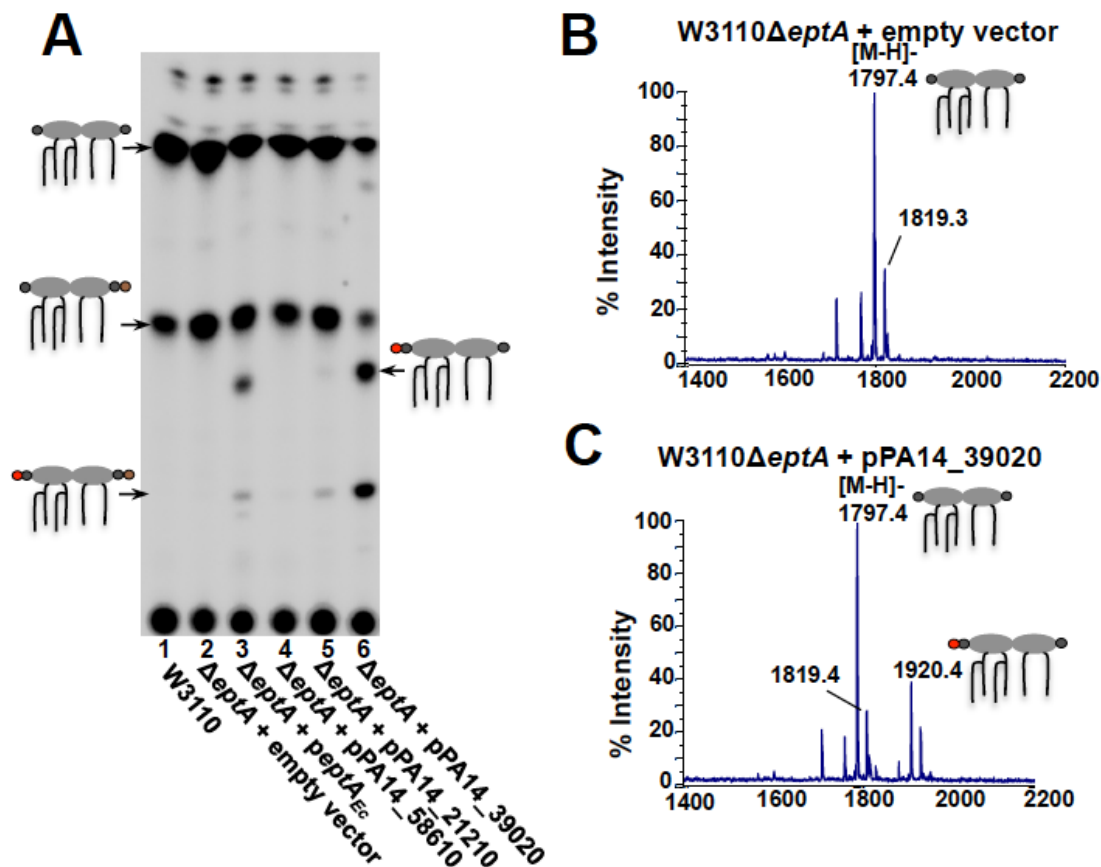 A
1 2 3 4 5 6
W3110
ΔeptA + empty vector
ΔeptA + peptAEc
ΔeptA + pPA14_58610
ΔeptA + pPA14_21210
ΔeptA + pPA14_39020
B
W3110ΔeptA + empty vector
[M-H]-
1797.4
1819.3
% Intensity
100
80
60
40
20
0
1400 1600 1800 2000 2200
C
W3110ΔeptA + pPA14_39020
[M-H]-
1797.4
1819.4
1920.4
% Intensity
100
80
60
40
20
0
1400 1600 1800 2000 2200